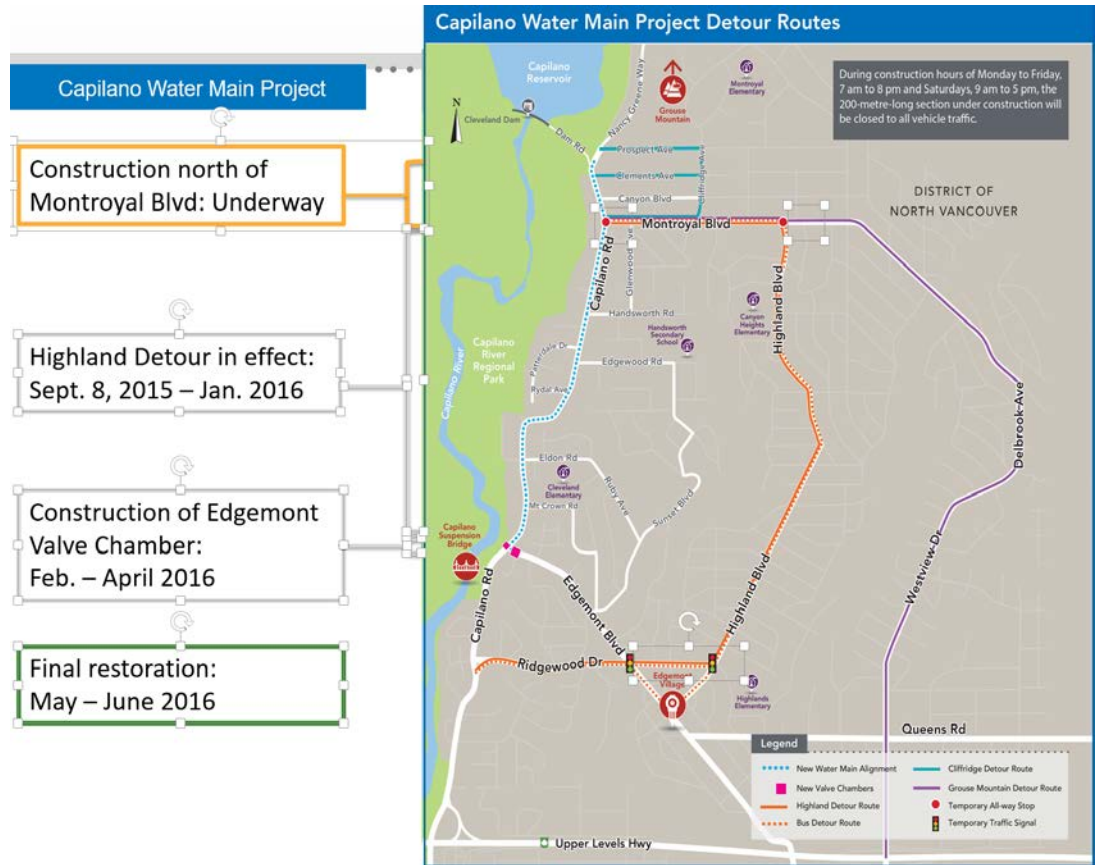 Capilano Water Main Project
Construction north of
Montroyal Blvd: Underway
Highland Detour in effect:
Sept. 8, 2015 – Jan. 2016
Construction of Edgemont
Valve Chamber:
Feb. – April 2016
Final restoration:
May – June 2016
Capilano Water Main Project Detour Routes
During construction hours of Monday to Friday,
7 am to 8 pm and Saturdays, 9 am to 5 pm, the
200-metre-long section under construction will
be closed to all vehicle traffic.
Capilano
Reservoir
N
Cleveland Dam
Dam Rd
Nancy Greene Way
Grouse
Mountain
Montroyal
Elementary
Prospect Ave
Clements Ave
Cliffridge Ave
Canyon Blvd
DISTRICT OF
NORTH VANCOUVER
Montroyal Blvd
Capilano Rd
Glenwood Ave
Highland Blvd
Canyon
Heights
Elementary
Handsworth Rd
Handsworth
Secondary
School
Capilano
River
Regional
Park
Capilano River
Patterdale Dr
Edgewood Rd
Rydal Ave
Delbrook Ave
Eldon Rd
Cleveland
Elementary
Ruby Ave
Sunset Blvd
Mt Crown Rd
Capilano
Suspension
Bridge
Capilano Rd
Edgemont Blvd
Highland Blvd
Westview Dr
Ridgewood Dr
Edgemont
Village
Highlands
Elementary
Queens Rd
Legend
New Water Main Alignment
New Valve Chambers
Highland Detour Route
Bus Detour Route
Cliffridge Detour Route
Grouse Mountain Detour Route
Temporary All-way Stop
Temporary Traffic Signal
Upper Levels Hwy